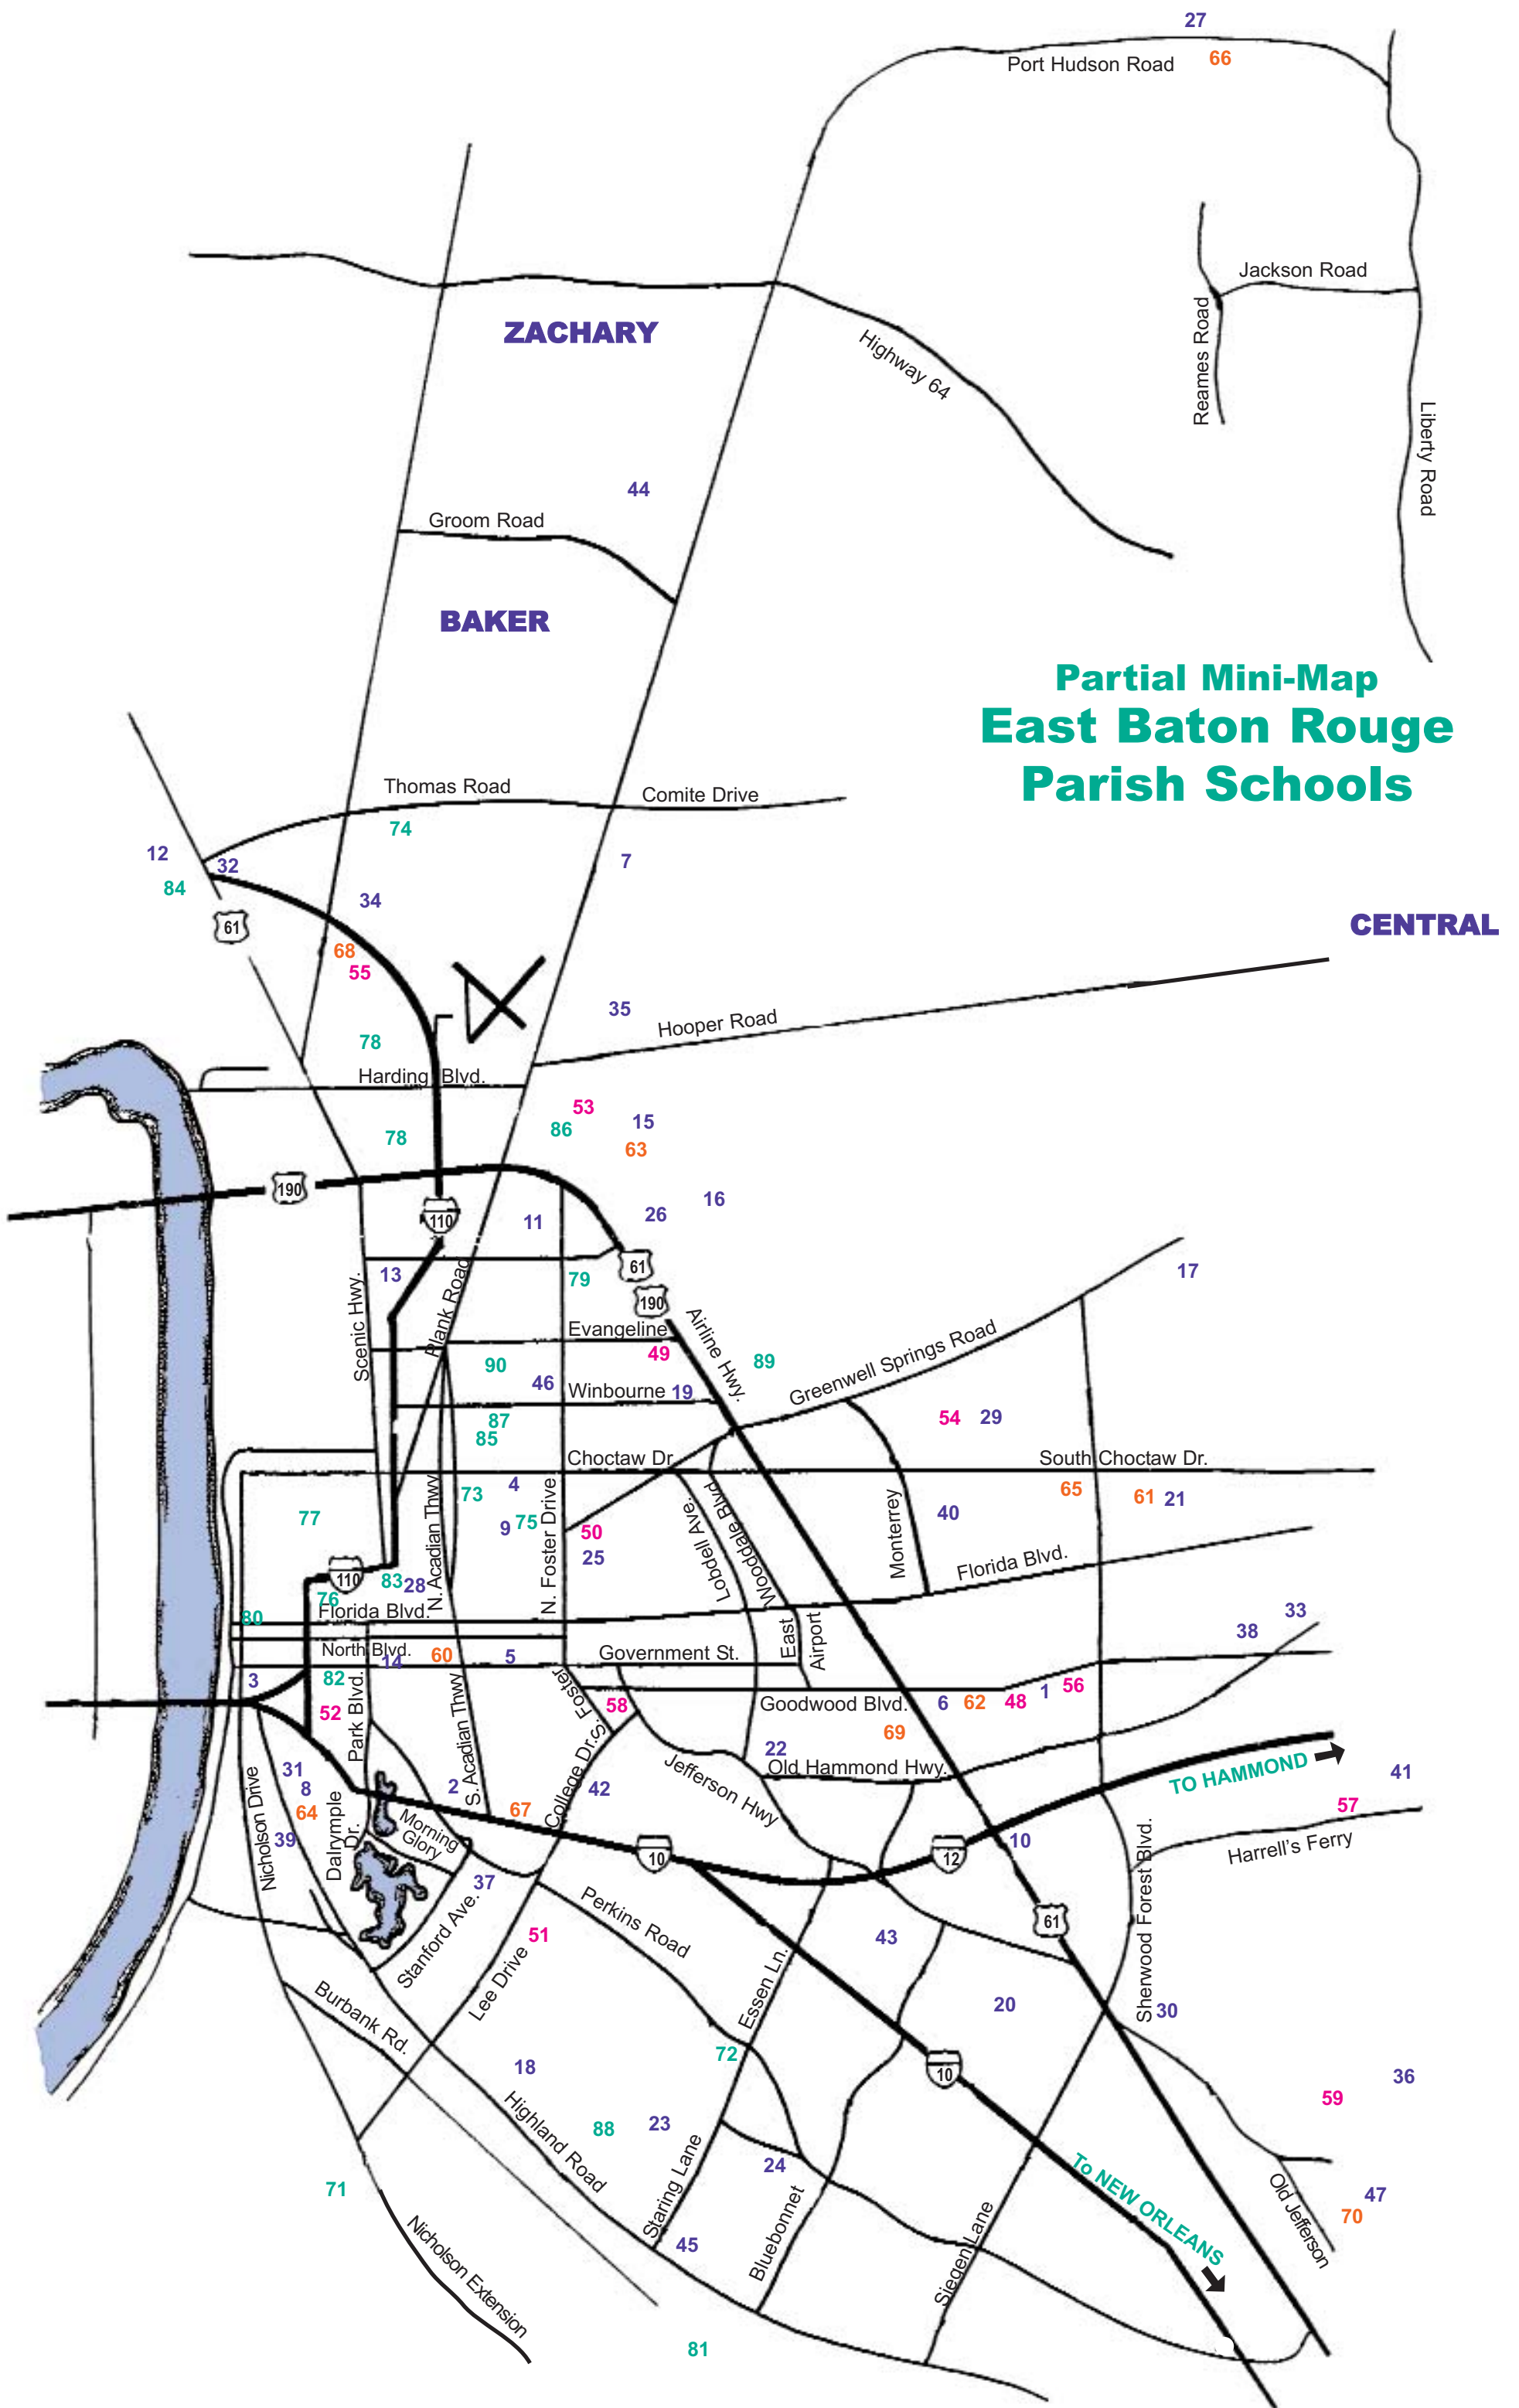 27
Port Hudson Road
66
Jackson Road
Reames Road
Liberty Road
ZACHARY
Highway 64
44
Groom Road
BAKER
Partial Mini-Map
East Baton Rouge
Parish Schools
Thomas Road
Comite Drive
74
12
32
7
84
34
61
CENTRAL
68
55
35
Hooper Road
78
Harding Blvd.
53
15
86
78
63
190
16
110
11
26
61
13
79
17
190
Scenic Hwy.
Plank Road
Evangeline
Airline Hwy.
49
89
90
Greenwell Springs Road
46
Winbourne
19
87
54
29
85
Choctaw Dr.
South Choctaw Dr.
73
4
65
61
21
77
N. Acadian Thwy
9
75
N. Foster Drive
50
25
Lobdell Ave.
Wooddale Blvd.
Monterrey
40
Florida Blvd.
110
83
28
76
80
Florida Blvd.
33
38
North Blvd.
14
60
5
Government St.
East
Airport
3
82
52
Park Blvd.
S. Acadian Thwy
S. Foster
58
Goodwood Blvd.
6
62
48
1
56
69
22
Old Hammond Hwy.
Jefferson Hwy
TO HAMMOND
41
57
31
8
64
2
67
College Dr.
42
39
Nicholson Drive
Dalrymple
Dr.
Morning
Glory
10
12
10
Harrell's Ferry
37
Stanford Ave.
51
Lee Drive
Perkins Road
Essen Ln.
43
61
Sherwood Forest Blvd.
20
30
Burbank Rd.
18
72
10
36
59
Highland Road
88
23
24
Staring Lane
To NEW ORLEANS
71
47
70
Old Jefferson
Nicholson Extension
45
Bluebonnet
Siegen Lane
81